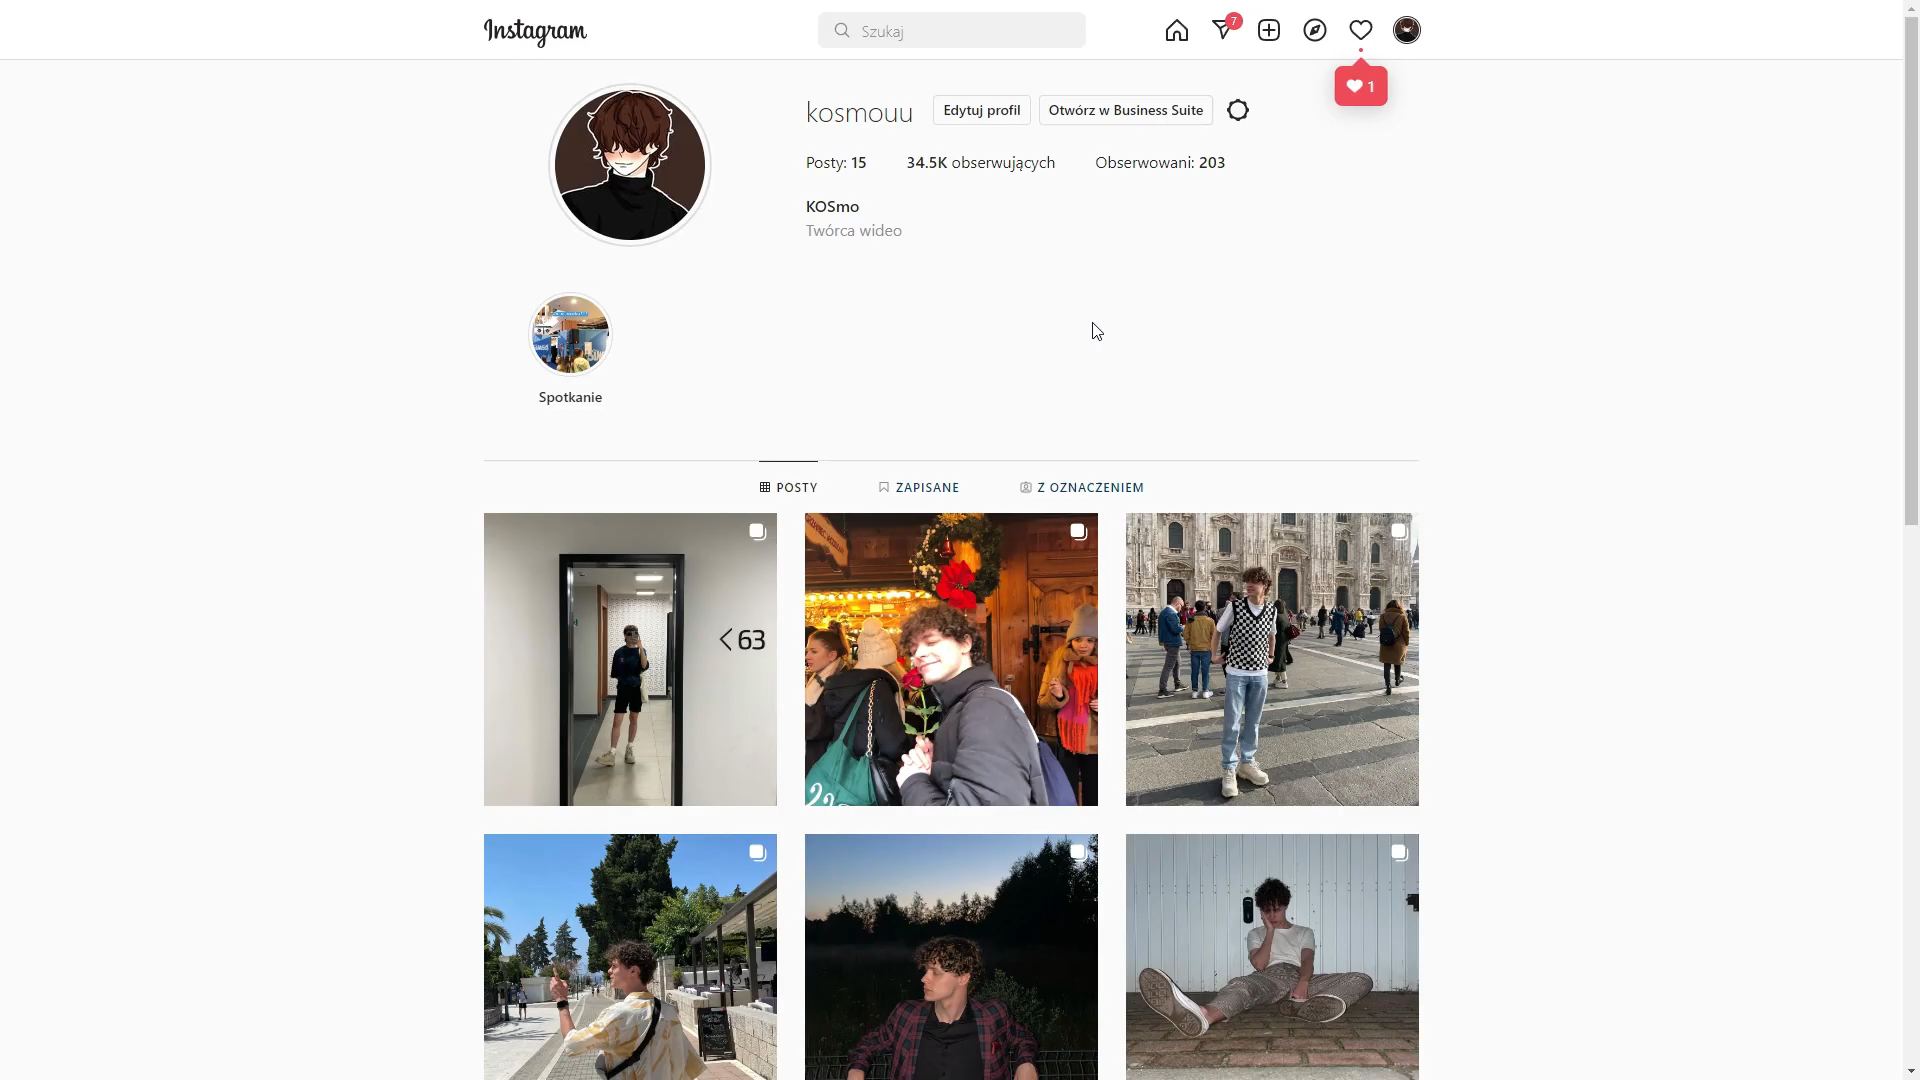 Instagram
Szukaj
7
1
kosmouu
Edytuj profil
Otwórz w Business Suite
Posty: 15
34.5K obserwujących
Obserwowani: 203
KOSmo
Twórca wideo
Spotkanie
POSTY
ZAPISANE
Z OZNACZENIEM
<63